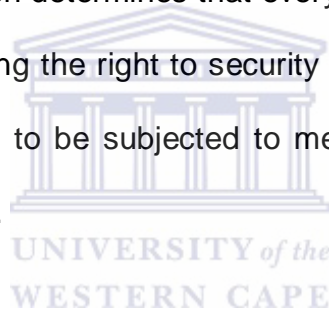 determines that every
ng the right to security
to be subjected to me
UNIVERSITY of the
WESTERN CAPE